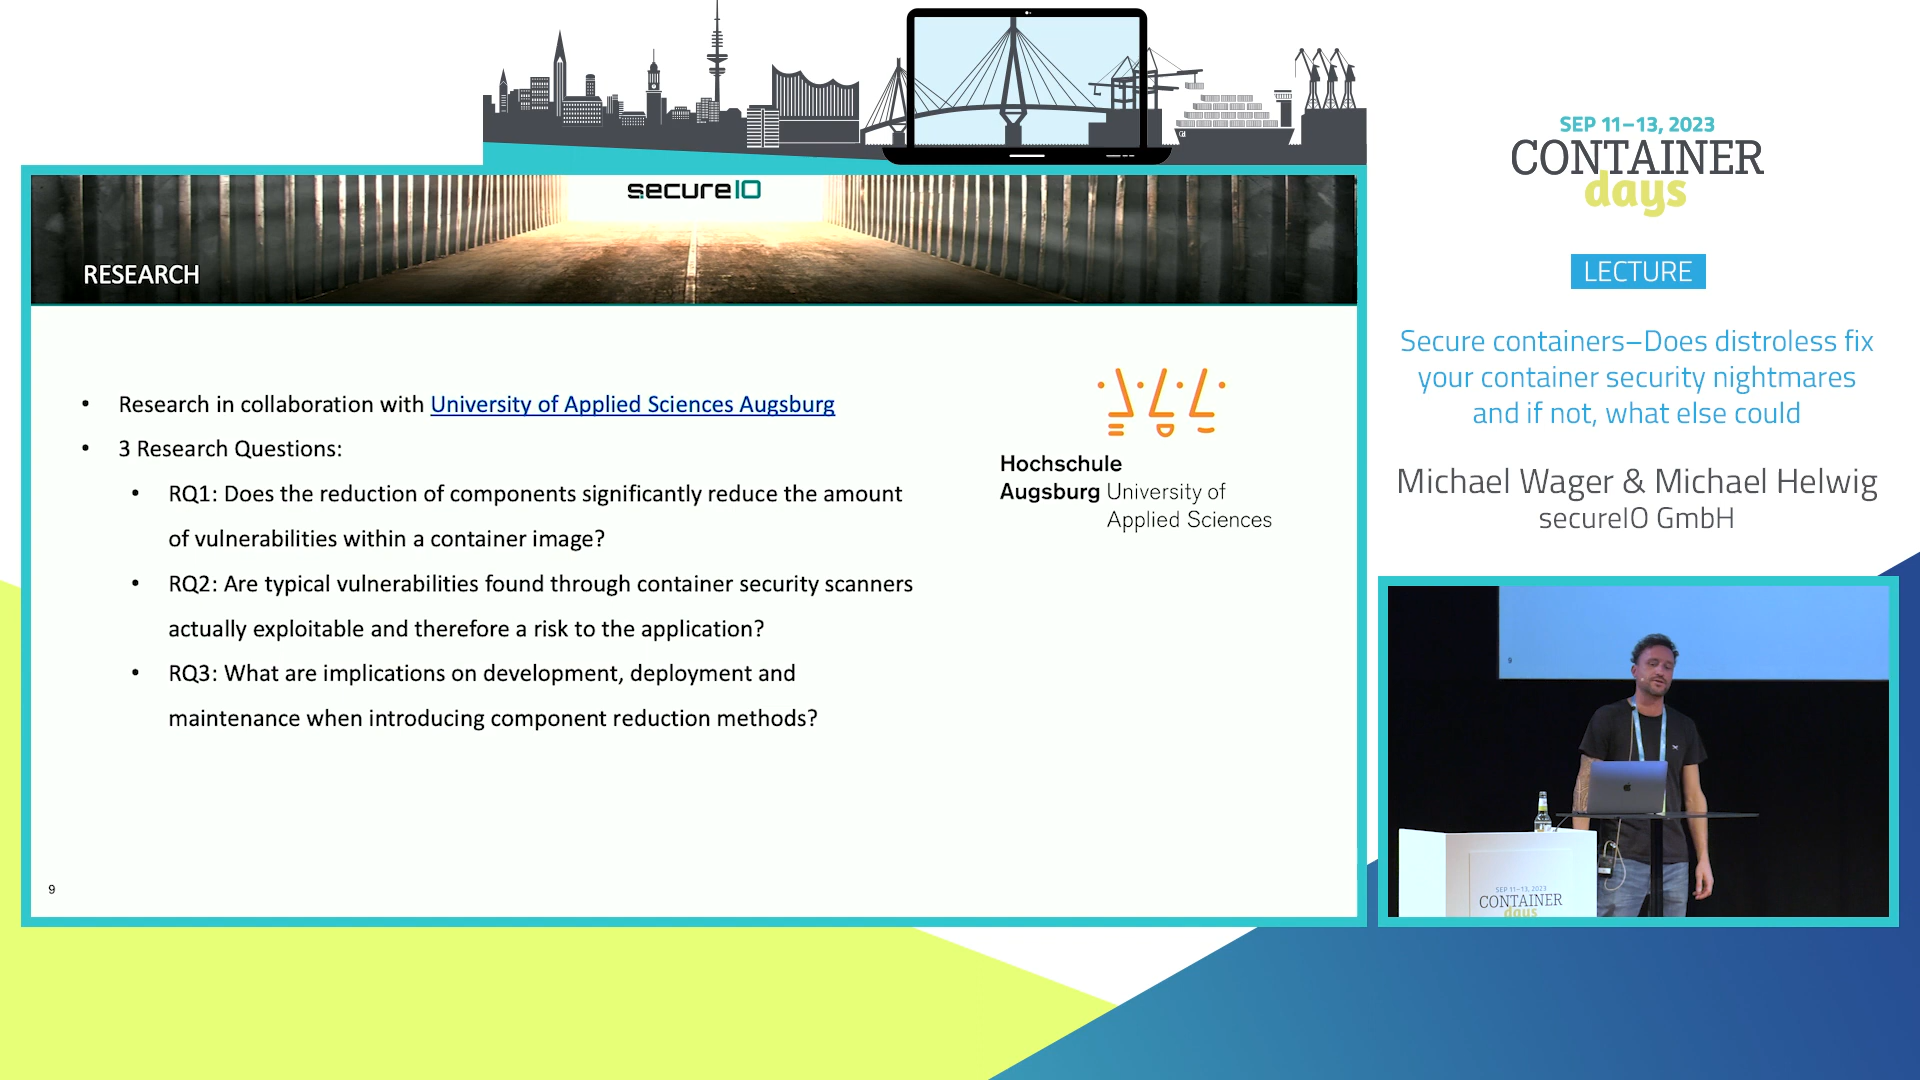 SEP 11–13, 2023
CONTAINER
days
LECTURE
Secure containers–Does distroless fix
your container security nightmares
and if not, what else could
Michael Wager & Michael Helwig
secureIO GmbH
secureIO
RESEARCH
• Research in collaboration with University of Applied Sciences Augsburg
• 3 Research Questions:
• RQ1: Does the reduction of components significantly reduce the amount
of vulnerabilities within a container image?
• RQ2: Are typical vulnerabilities found through container security scanners
actually exploitable and therefore a risk to the application?
• RQ3: What are implications on development, deployment and
maintenance when introducing component reduction methods?
Hochschule
Augsburg University of
Applied Sciences
9
SEP 11–13, 2023
CONTAINER
days